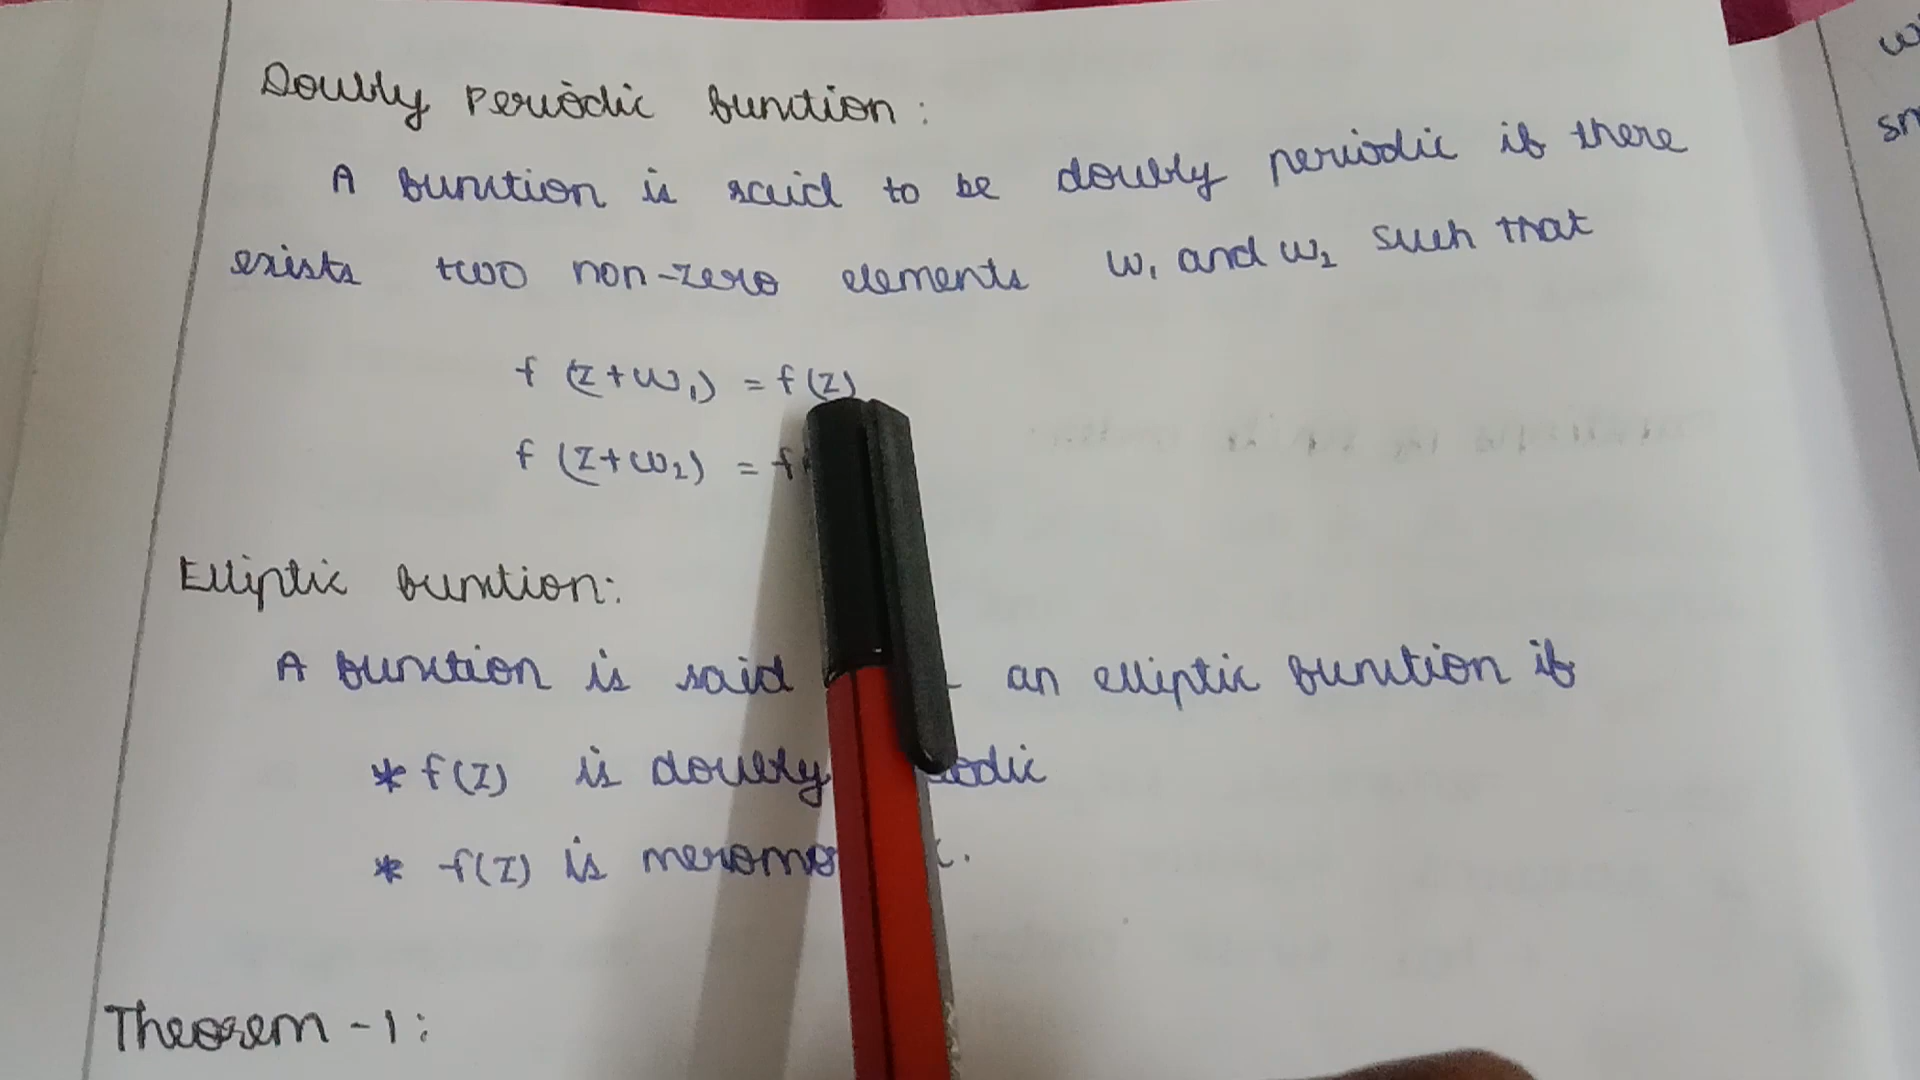 Doubly Periodic function:
A function is said to be doubly periodic if there
exists two non-zero elements w₁ and w₂ such that
f (z+w₁) = f(z)
f (z+w₂) = f
Elliptic function:
A function is said an elliptic function if
* f(z) is doubly
* f(z) is
Theorem -1: